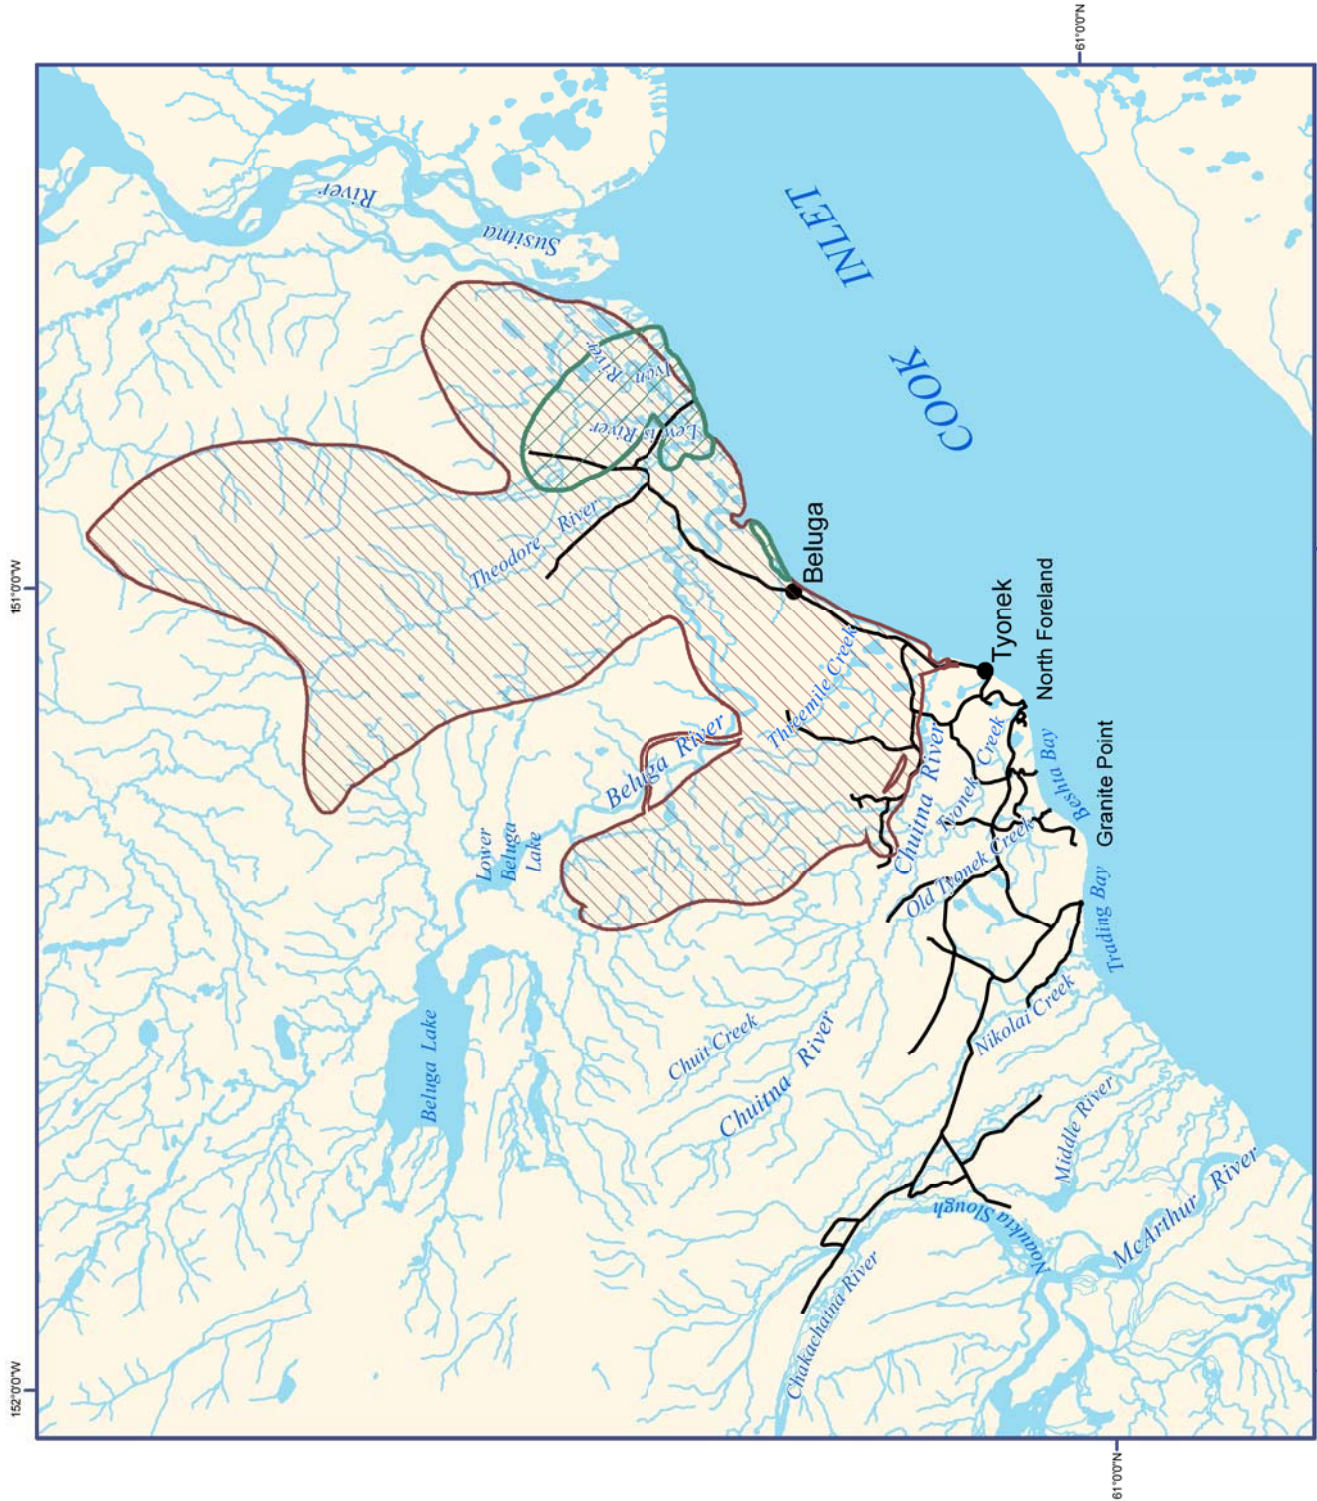 61°0'0"N
151°0'0"W
152°0'0"W
61°0'0"N
Susitna
River
COOK
INLET
Ivan
River
Lewis River
Theodore
River
Beluga
Threemile Creek
Beluga River
Lower
Beluga
Lake
Beluga Lake
Tyonek
North Foreland
Beshta Bay
Granite Point
Trading Bay
Chuitna River
Tyonek Creek
Old Tyonek Creek
Nikolai Creek
Chuit Creek
Chuitna River
Middle River
McArthur River
Noaukta Slough
Chakachatna River